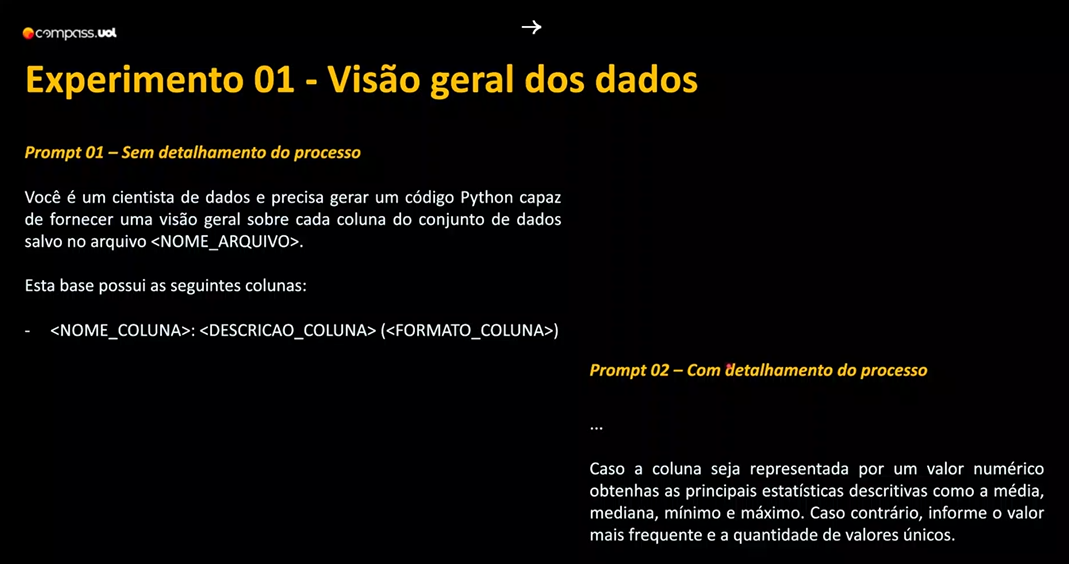 compass.uol
→
Experimento 01 - Visão geral dos dados
Prompt 01 – Sem detalhamento do processo
Você é um cientista de dados e precisa gerar um código Python capaz
de fornecer uma visão geral sobre cada coluna do conjunto de dados
salvo no arquivo <NOME_ARQUIVO>.
Esta base possui as seguintes colunas:
- <NOME_COLUNA>: <DESCRICAO_COLUNA> (<FORMATO_COLUNA>)
Prompt 02 – Com detalhamento do processo
...
Caso a coluna seja representada por um valor numérico
obtenhas as principais estatísticas descritivas como a média,
mediana, mínimo e máximo. Caso contrário, informe o valor
mais frequente e a quantidade de valores únicos.